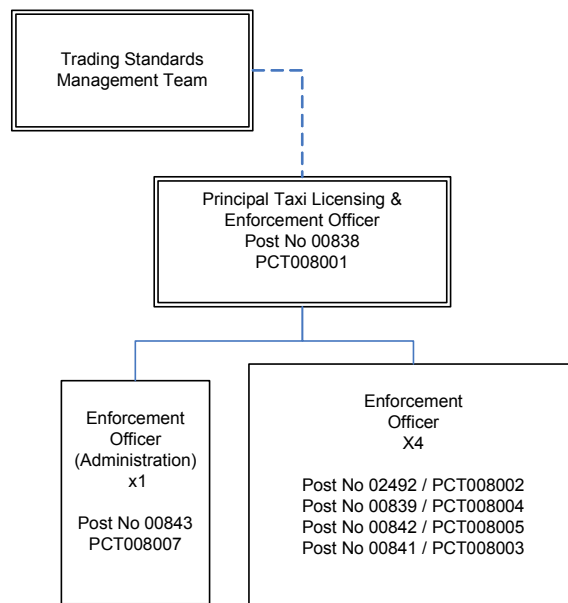 Trading Standards
Management Team
Principal Taxi Licensing &
Enforcement Officer
Post No 00838
PCT008001
Enforcement
Officer
(Administration)
x1
Post No 00843
PCT008007
Enforcement
Officer
X4
Post No 02492 / PCT008002
Post No 00839 / PCT008004
Post No 00842 / PCT008005
Post No 00841 / PCT008003